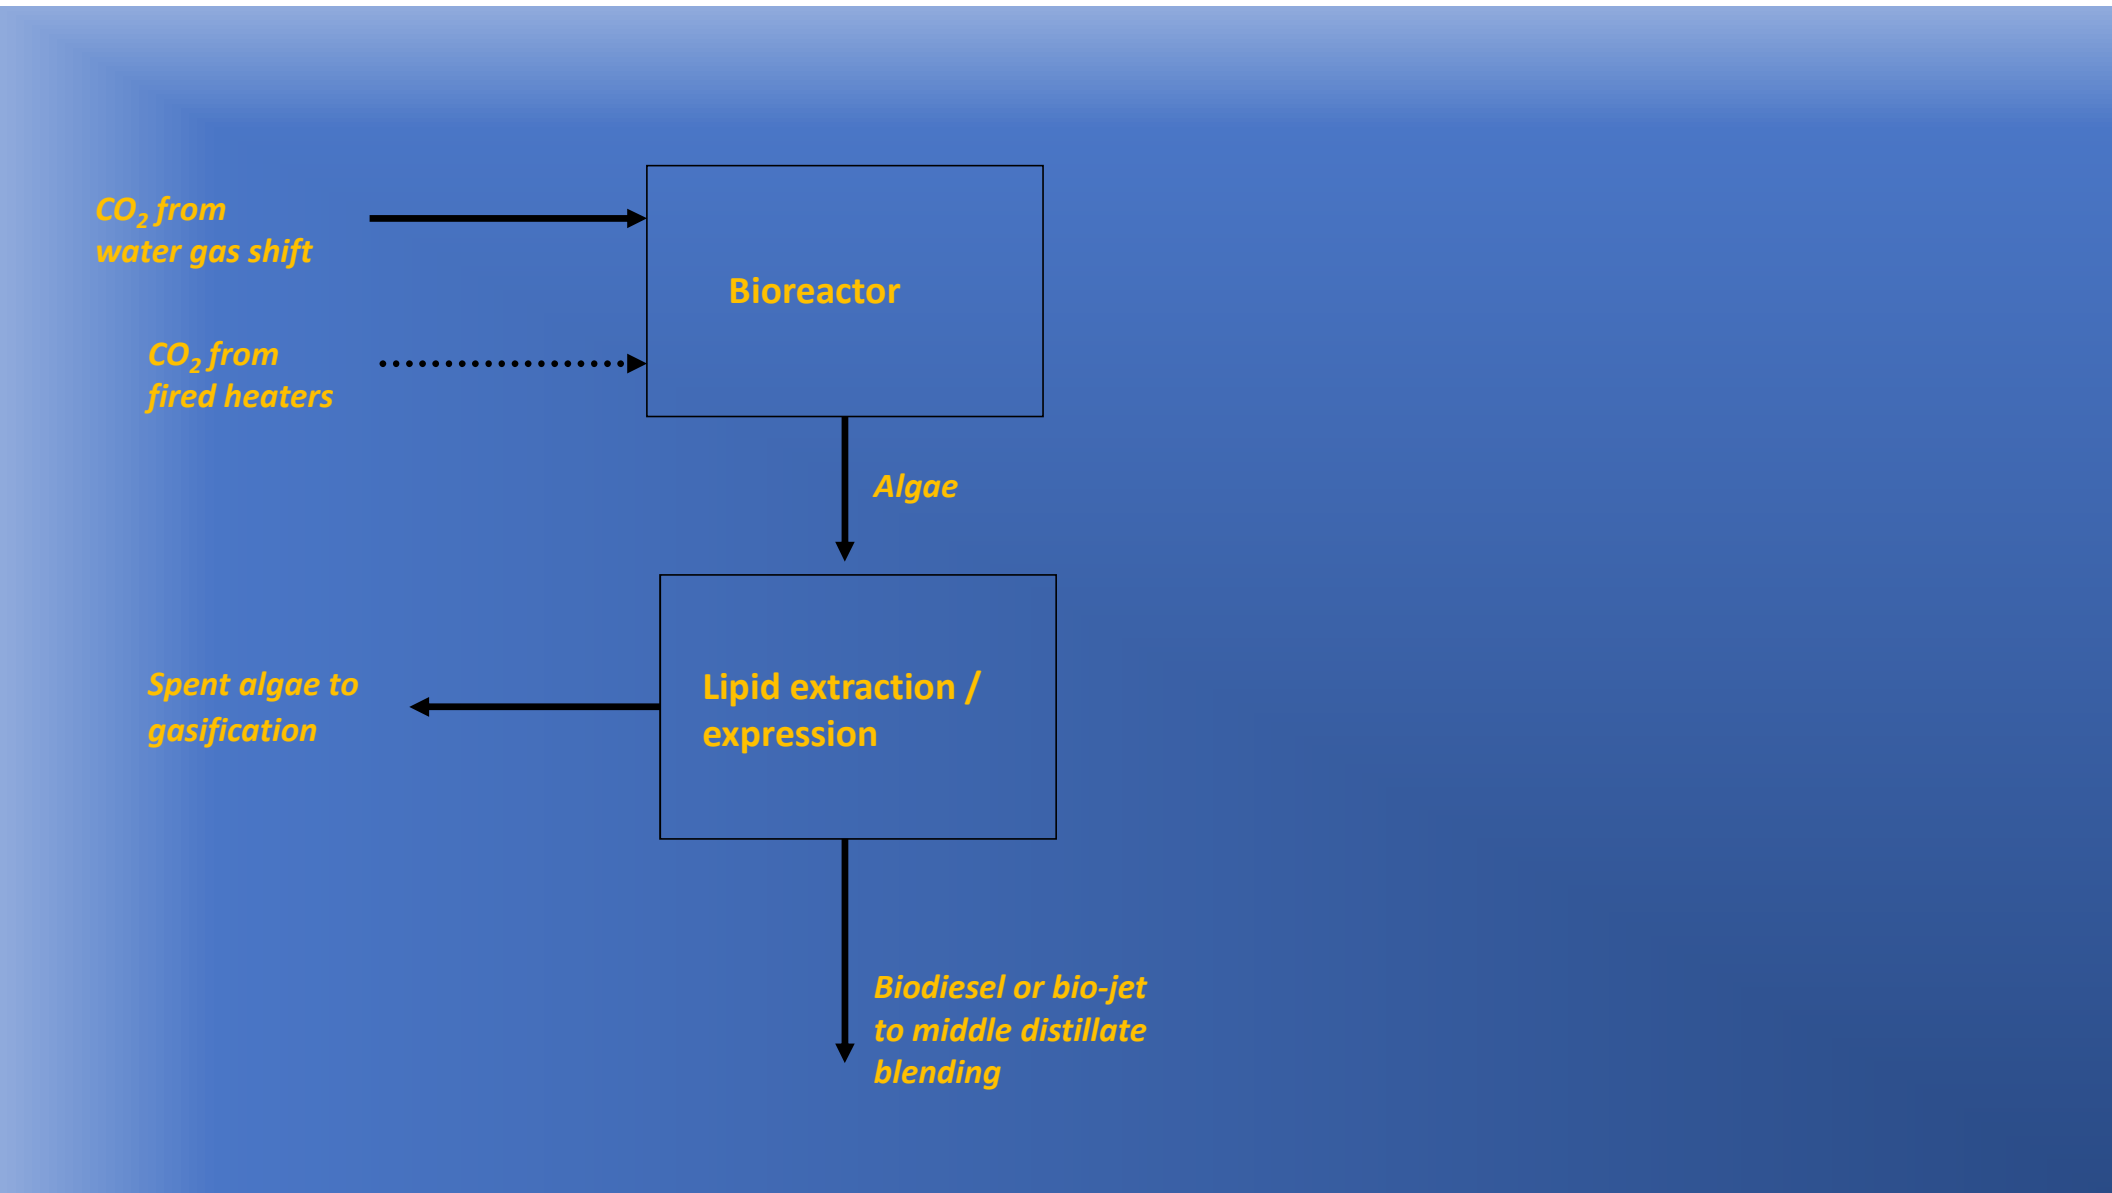 CO₂ from
water gas shift
Bioreactor
CO₂ from
fired heaters
Algae
Spent algae to
gasification
Lipid extraction /
expression
Biodiesel or bio-jet
to middle distillate
blending